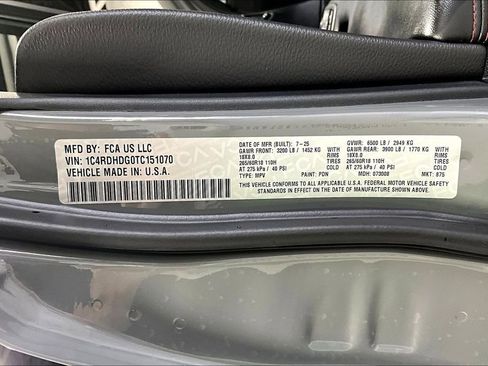 MFD BY: FCA US LLC
VIN: 1C4RDHDG0TC151070
VEHICLE MADE IN: U.S.A.
DATE OF MFR (BUILT): 7-25 GVWR: 6500 LB / 2949 KG
GAWR FRONT: 3200 LB / 1452 KG WITH GAWR REAR: 3900 LB / 1770 KG WITH
18X8.0 RIMS 18X8.0 RIMS
265/60R18 110H TIRES 265/60R18 110H TIRES
AT 275 kPa / 40 PSI COLD AT 275 kPa / 40 PSI COLD
TYPE: MPV PAINT: PDN MDH: 073008 MKT: 875
THIS VEHICLE CONFORMS TO ALL APPLICABLE U.S.A. FEDERAL MOTOR VEHICLE
SAFETY STANDARDS IN EFFECT ON THE DATE OF MANUFACTURE SHOWN ABOVE.